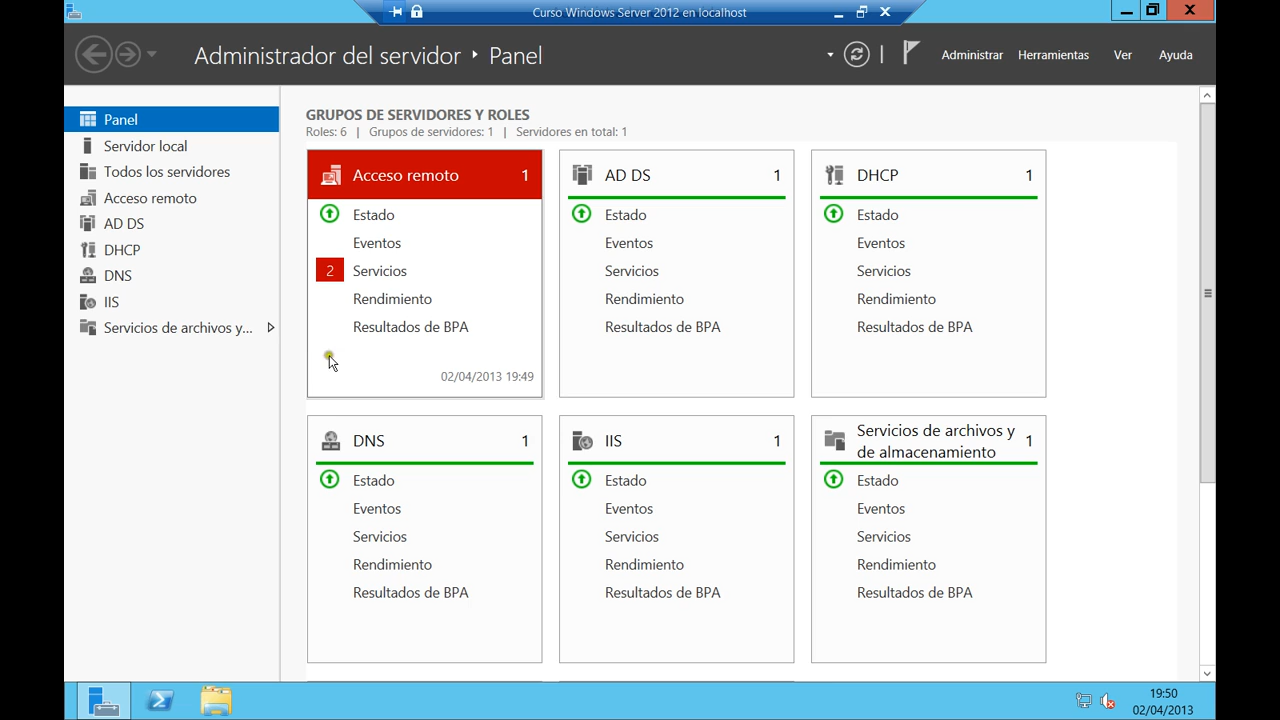 Curso Windows Server 2012 en localhost
Administrador del servidor ‣ Panel
Administrar Herramientas Ver Ayuda
Panel
Servidor local
Todos los servidores
Acceso remoto
AD DS
DHCP
DNS
IIS
Servicios de archivos y...
GRUPOS DE SERVIDORES Y ROLES
Roles: 6 | Grupos de servidores: 1 | Servidores en total: 1
Acceso remoto 1
Estado
Eventos
2 Servicios
Rendimiento
Resultados de BPA
02/04/2013 19:49
AD DS 1
Estado
Eventos
Servicios
Rendimiento
Resultados de BPA
DHCP 1
Estado
Eventos
Servicios
Rendimiento
Resultados de BPA
DNS 1
Estado
Eventos
Servicios
Rendimiento
Resultados de BPA
IIS 1
Estado
Eventos
Servicios
Rendimiento
Resultados de BPA
Servicios de archivos y
de almacenamiento 1
Estado
Eventos
Servicios
Rendimiento
Resultados de BPA
19:50
02/04/2013